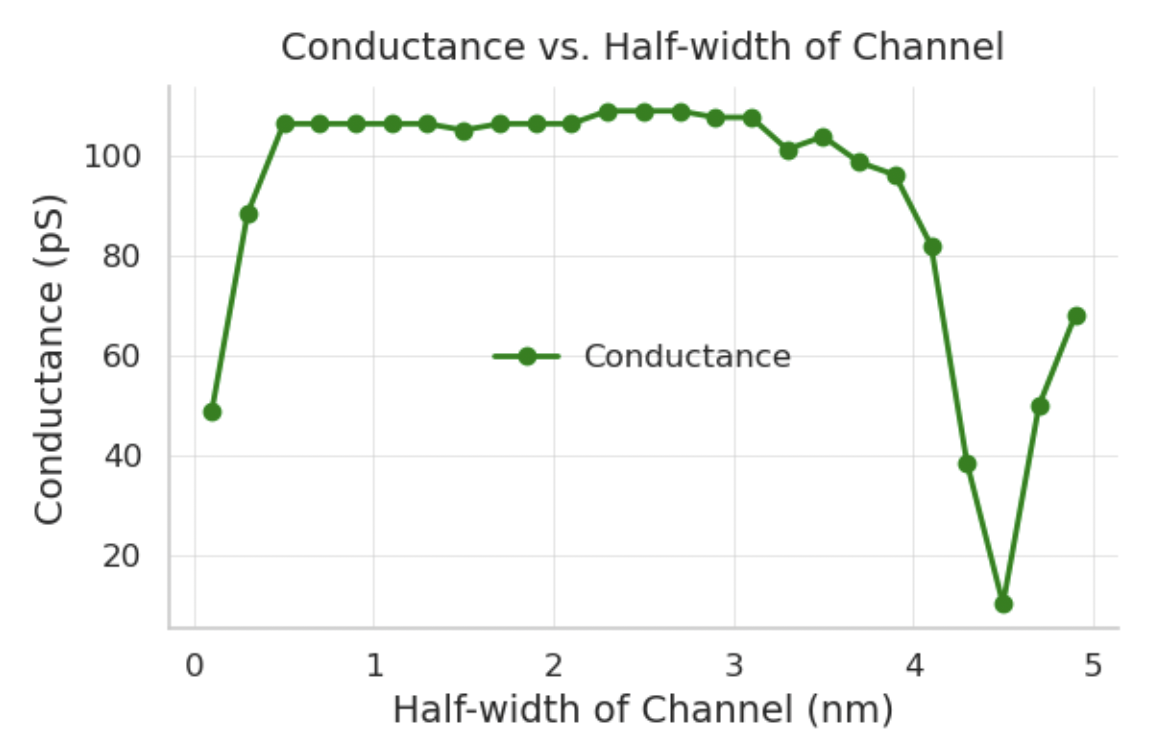 Conductance vs. Half-width of Channel
Conductance (pS)
100
80
60
40
20
Conductance
0 1 2 3 4 5
Half-width of Channel (nm)